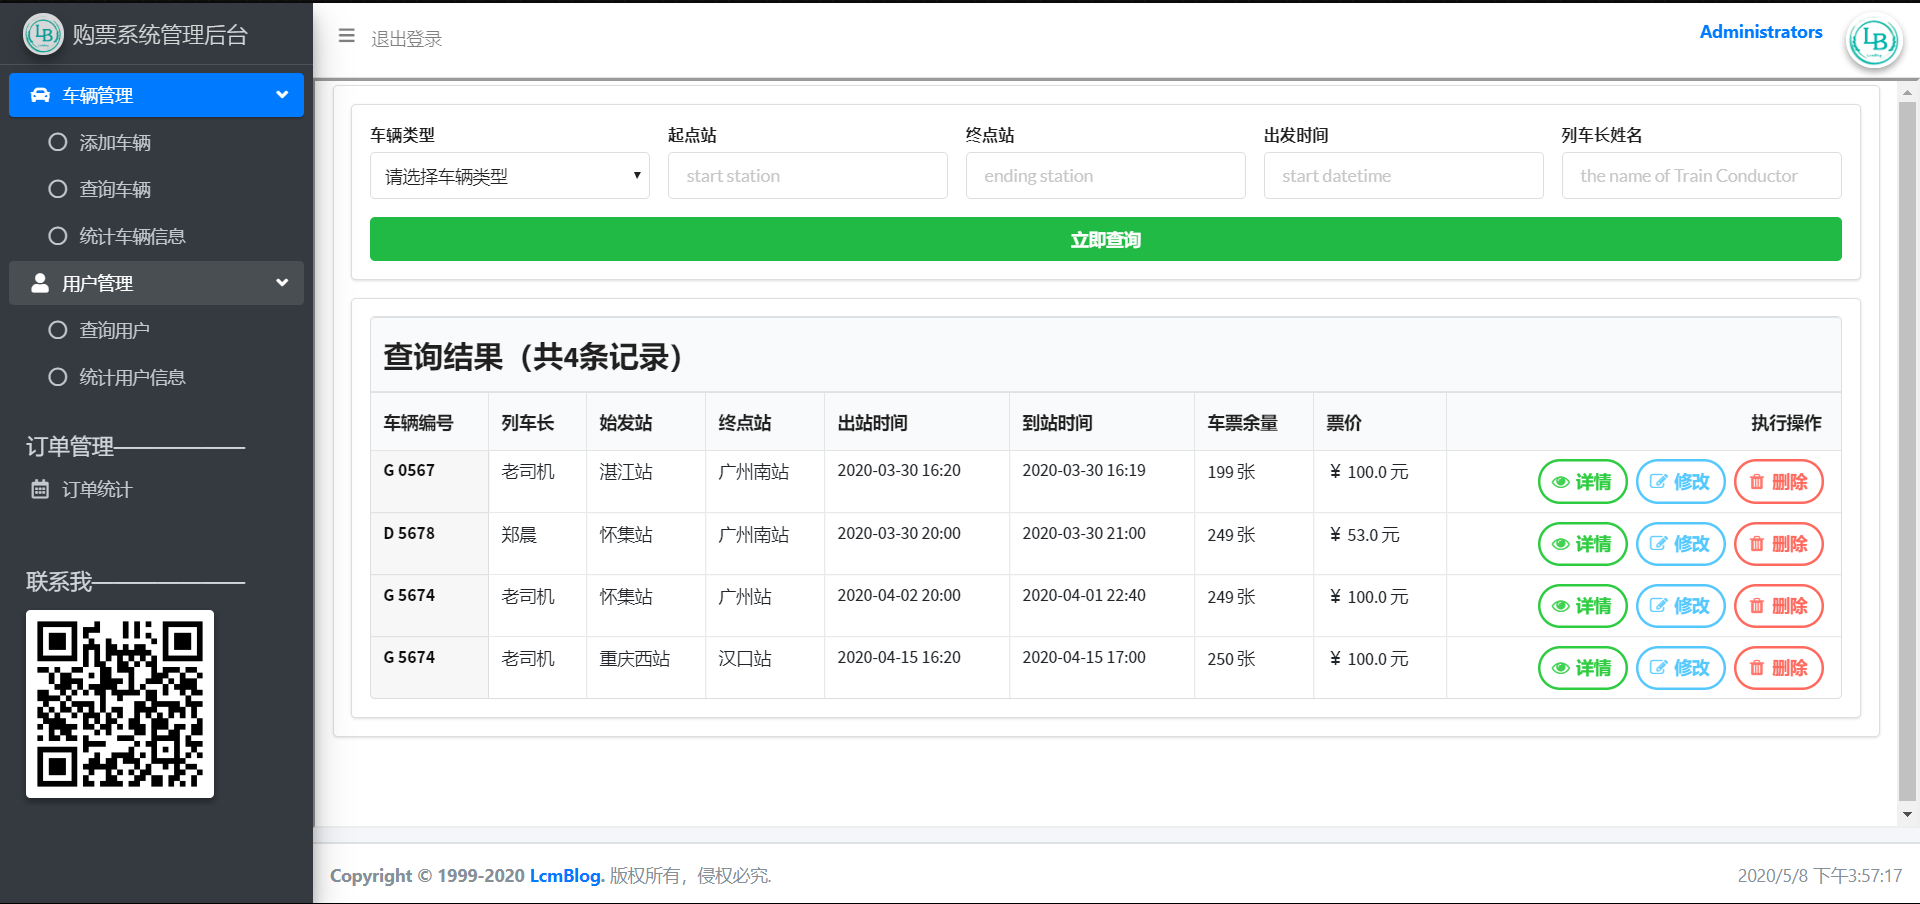 LB 购票系统管理后台
车辆管理
添加车辆
查询车辆
统计车辆信息
用户管理
查询用户
统计用户信息
订单管理——————
订单统计
联系我———————
退出登录
Administrators
LB
车辆类型 起点站 终点站 出发时间 列车长姓名
请选择车辆类型 start station ending station start datetime the name of Train Conductor
立即查询
查询结果（共4条记录）
车辆编号 列车长 始发站 终点站 出站时间 到站时间 车票余量 票价 执行操作
G 0567 老司机 湛江站 广州南站 2020-03-30 16:20 2020-03-30 16:19 199 张 ¥ 100.0 元 详情 修改 删除
D 5678 郑晨 怀集站 广州南站 2020-03-30 20:00 2020-03-30 21:00 249 张 ¥ 53.0 元 详情 修改 删除
G 5674 老司机 怀集站 广州站 2020-04-02 20:00 2020-04-01 22:40 249 张 ¥ 100.0 元 详情 修改 删除
G 5674 老司机 重庆西站 汉口站 2020-04-15 16:20 2020-04-15 17:00 250 张 ¥ 100.0 元 详情 修改 删除
Copyright © 1999-2020 LcmBlog. 版权所有，侵权必究.
2020/5/8 下午3:57:17